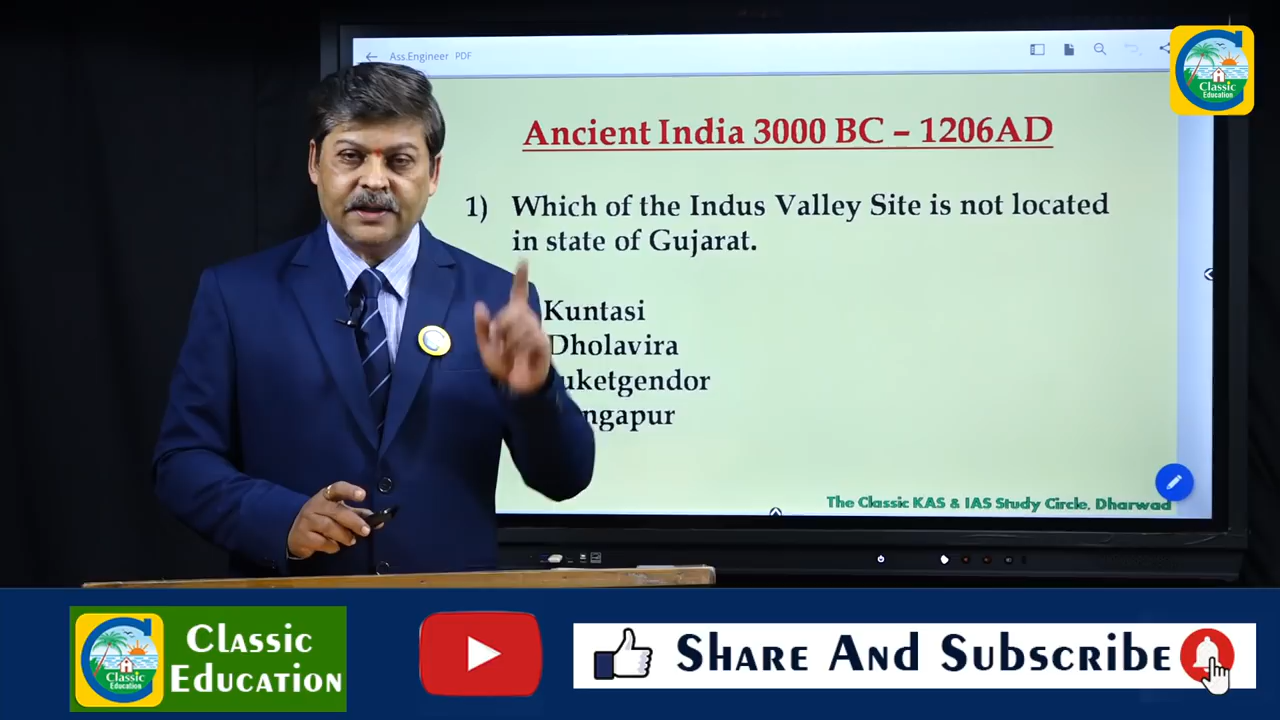 Ass.Engineer PDF
Classic
Education
Ancient India 3000 BC – 1206AD
1) Which of the Indus Valley Site is not located
in state of Gujarat.
Kuntasi
Dholavira
uketgendor
ngapur
The Classic KAS & IAS Study Circle, Dharwad
Classic
Education
Classic
Education
Share And Subscribe